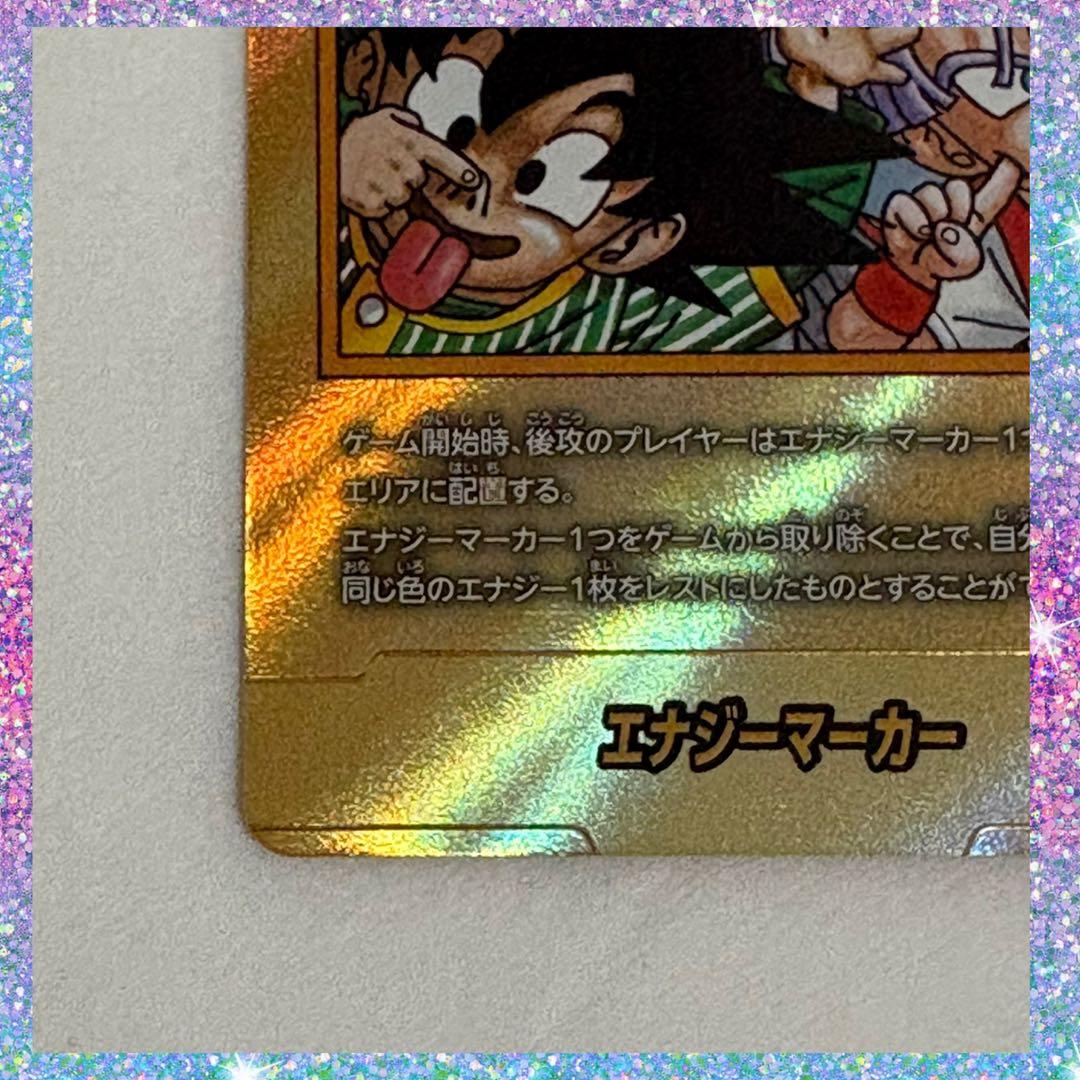 ゲーム開始時、後攻のプレイヤーはエナジーマーカー1つ
エリアに配置する。
エナジーマーカー1つをゲームから取り除くことで、自分
同じ色のエナジー1枚をレストにしたものとすることがで
エナジーマーカー